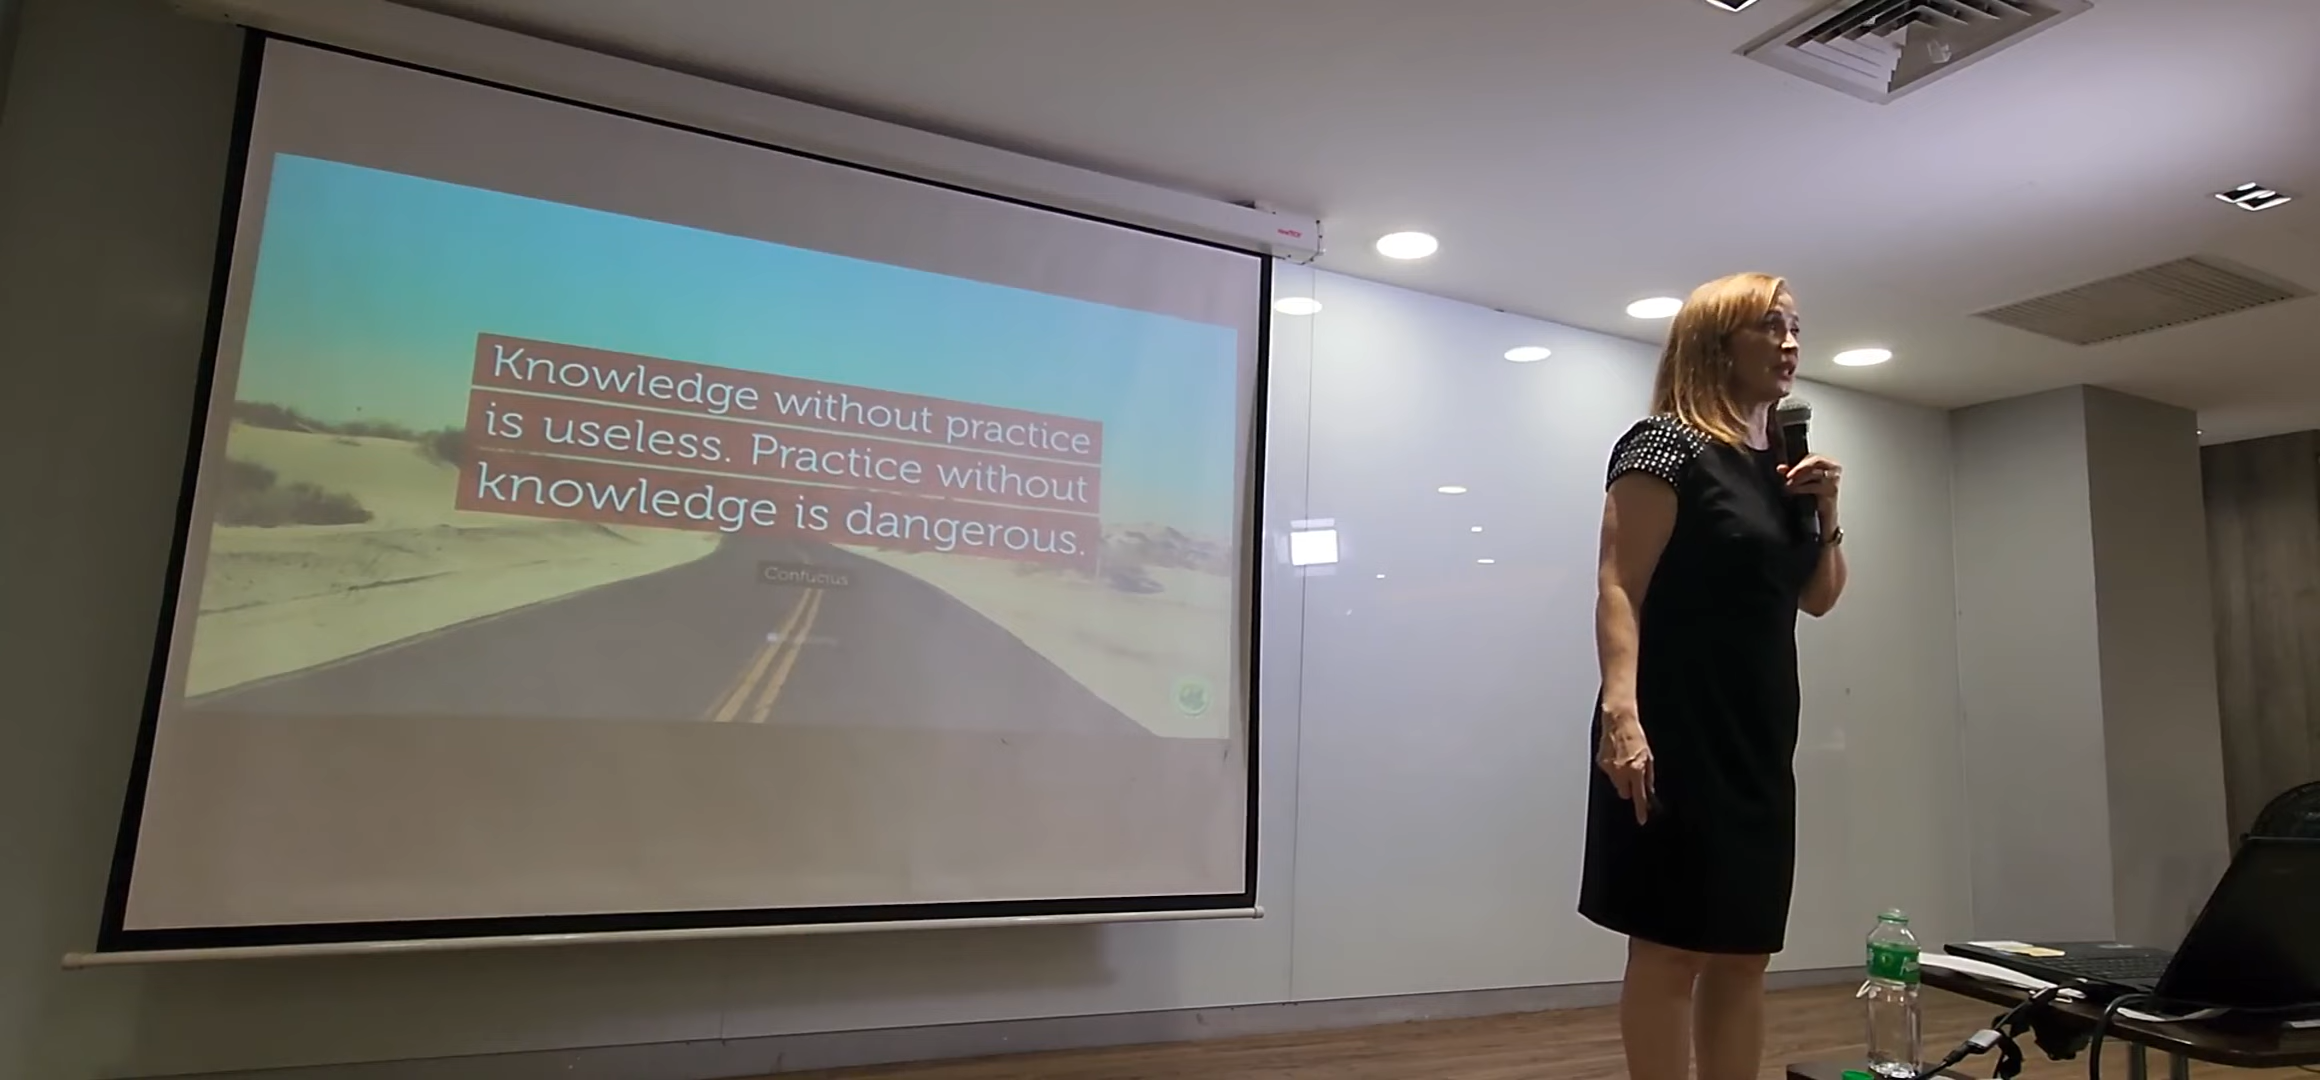 Knowledge without practice
is useless. Practice without
knowledge is dangerous.
Confucius